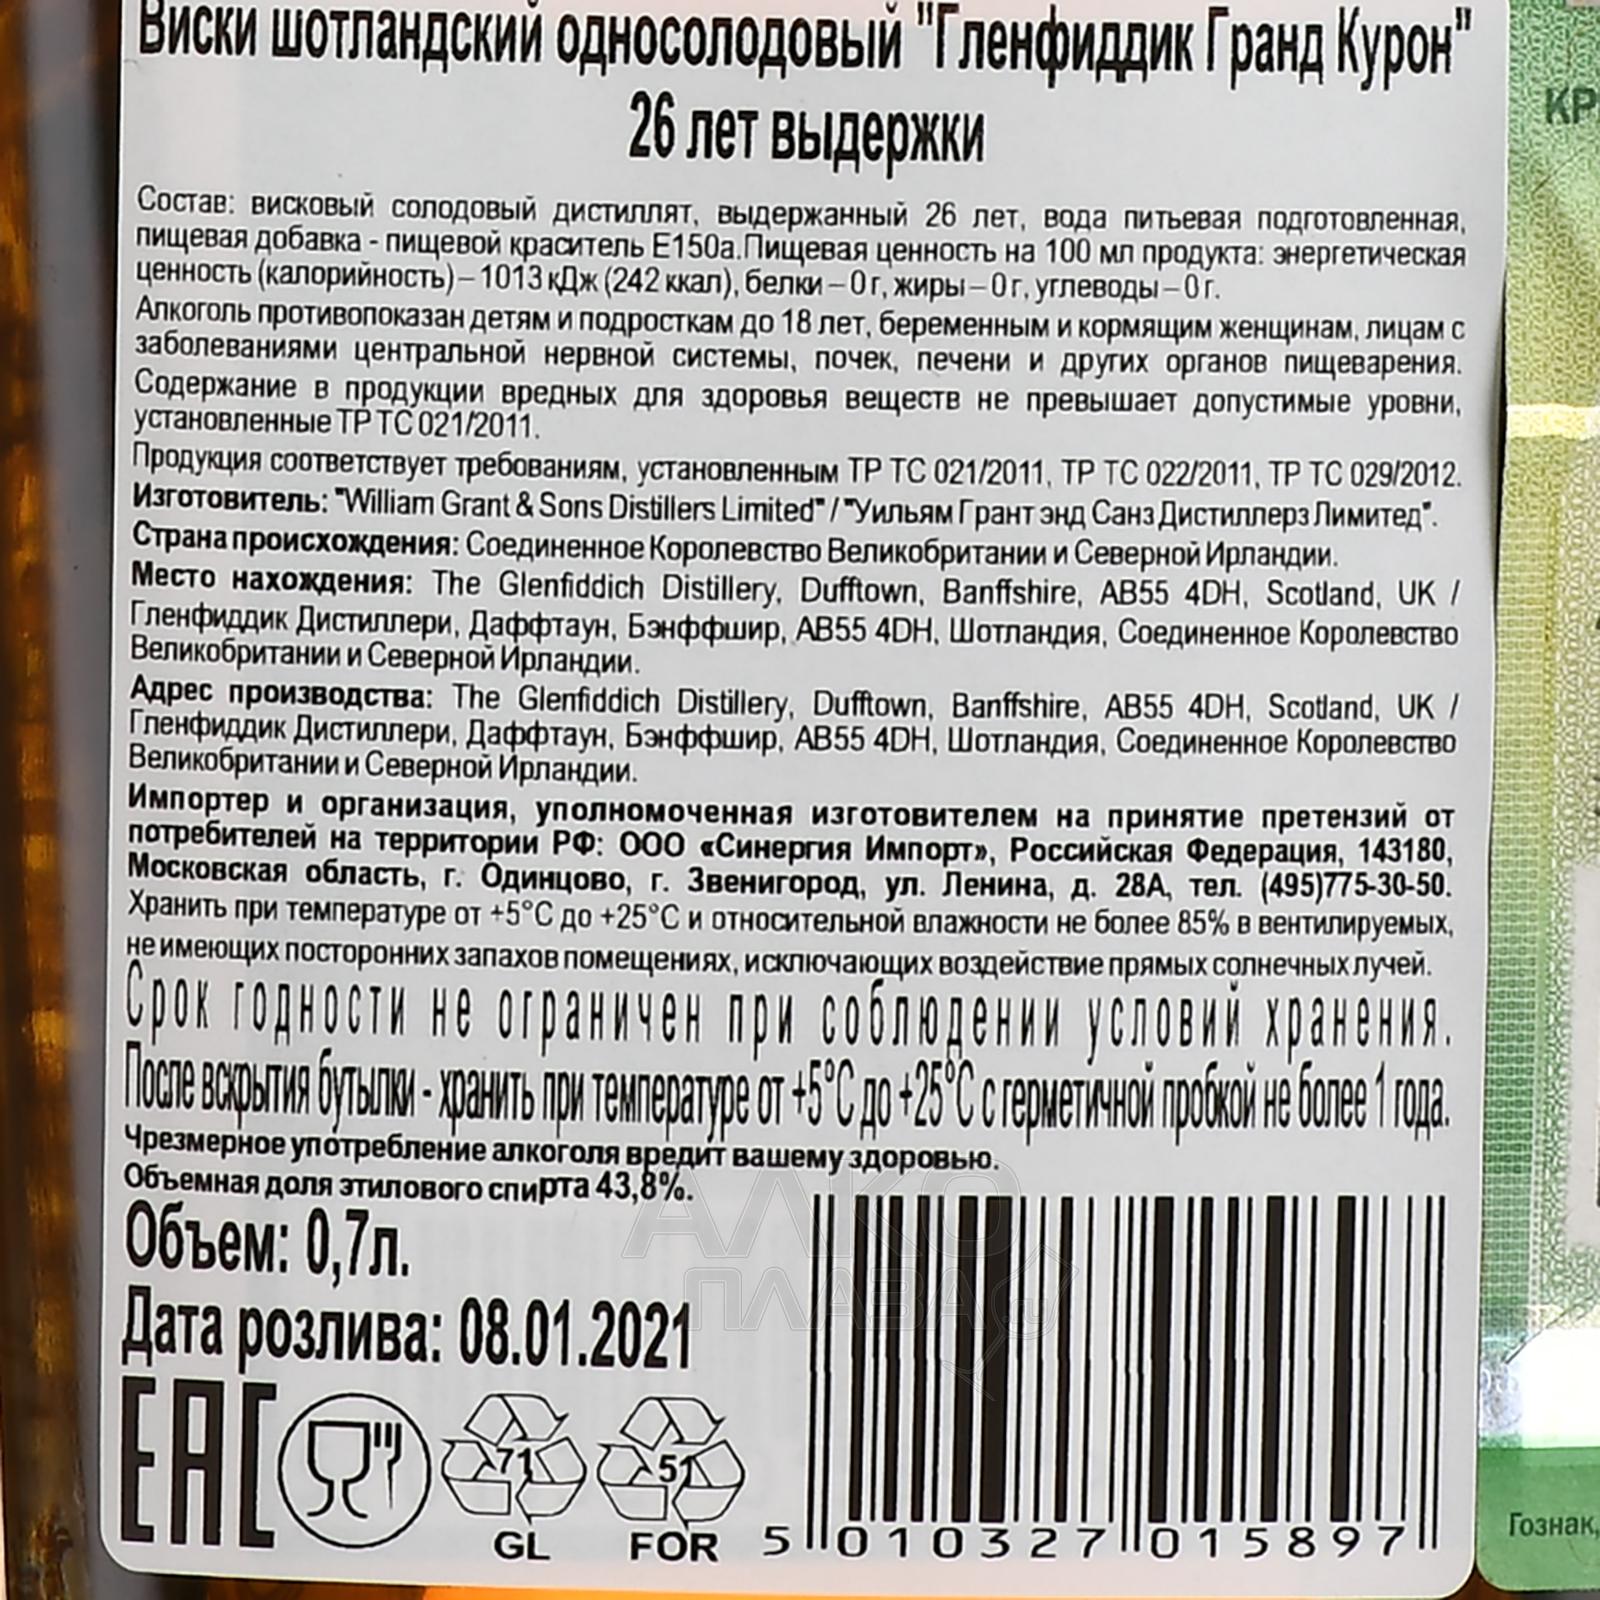 Виски шотландский односолодовый "Гленфиддик Гранд Курон"
26 лет выдержки
Состав: висковый солодовый дистиллят, выдержанный 26 лет, вода питьевая подготовленная,
пищевая добавка - пищевой краситель Е150а.Пищевая ценность на 100 мл продукта: энергетическая
ценность (калорийность) – 1013 кДж (242 ккал), белки – 0 г, жиры – 0 г, углеводы – 0 г.
Алкоголь противопоказан детям и подросткам до 18 лет, беременным и кормящим женщинам, лицам с
заболеваниями центральной нервной системы, почек, печени и других органов пищеварения.
Содержание в продукции вредных для здоровья веществ не превышает допустимые уровни,
установленные ТР ТС 021/2011.
Продукция соответствует требованиям, установленным ТР ТС 021/2011, ТР ТС 022/2011, ТР ТС 029/2012.
Изготовитель: "William Grant & Sons Distillers Limited" / "Уильям Грант энд Санз Дистиллерз Лимитед".
Страна происхождения: Соединенное Королевство Великобритании и Северной Ирландии.
Место нахождения: The Glenfiddich Distillery, Dufftown, Banffshire, AB55 4DH, Scotland, UK /
Гленфиддик Дистиллери, Даффтаун, Бэнффшир, AB55 4DH, Шотландия, Соединенное Королевство
Великобритании и Северной Ирландии.
Адрес производства: The Glenfiddich Distillery, Dufftown, Banffshire, AB55 4DH, Scotland, UK /
Гленфиддик Дистиллери, Даффтаун, Бэнффшир, AB55 4DH, Шотландия, Соединенное Королевство
Великобритании и Северной Ирландии.
Импортер и организация, уполномоченная изготовителем на принятие претензий от
потребителей на территории РФ: ООО «Синергия Импорт», Российская Федерация, 143180,
Московская область, г. Одинцово, г. Звенигород, ул. Ленина, д. 28А, тел. (495)775-30-50.
Хранить при температуре от +5°С до +25°С и относительной влажности не более 85% в вентилируемых,
не имеющих посторонних запахов помещениях, исключающих воздействие прямых солнечных лучей.
Срок годности не ограничен при соблюдении условий хранения.
После вскрытия бутылки - хранить при температуре от +5°С до +25°С с герметичной пробкой не более 1 года.
Чрезмерное употребление алкоголя вредит вашему здоровью.
Объемная доля этилового спирта 43,8%.
Объем: 0,7л.
Дата розлива: 08.01.2021
АЛКО
ПЛАЗА.ru
EAC
71
GL
51
FOR
5 010327 015897
КР
Гознак,